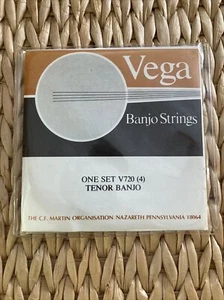 Vega
Banjo Strings
ONE SET V720 (4)
TENOR BANJO
THE C.F. MARTIN ORGANISATION NAZARETH PENNSYLVANIA 18064